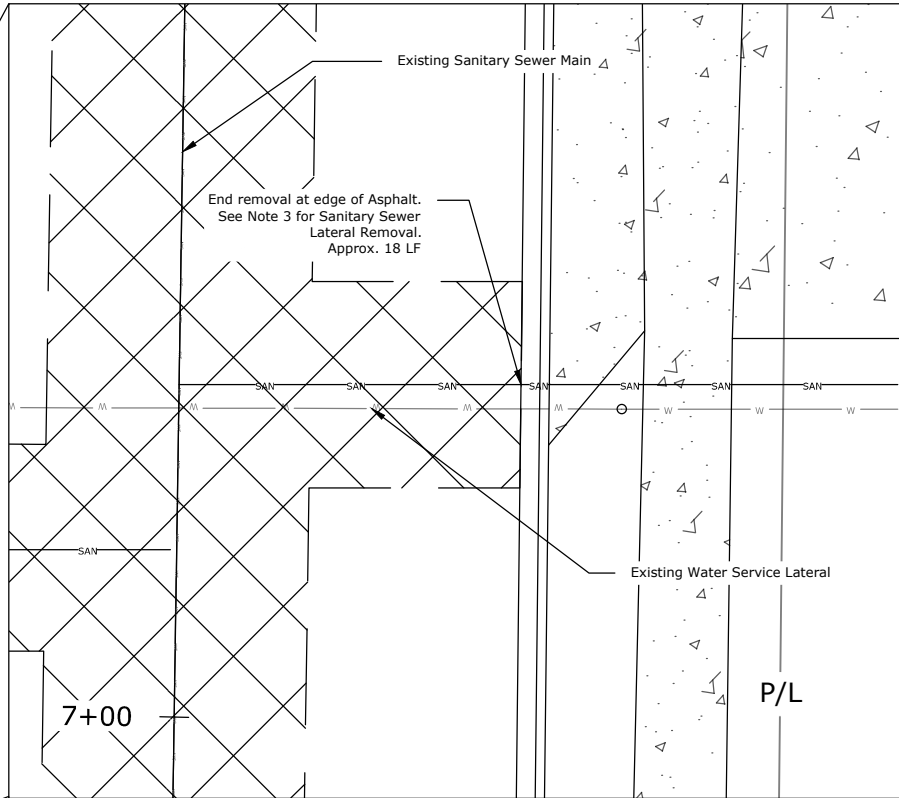 Existing Sanitary Sewer Main
End removal at edge of Asphalt.
See Note 3 for Sanitary Sewer
Lateral Removal.
Approx. 18 LF
SAN SAN SAN SAN SAN SAN SAN
W W W W W W W W W W
SAN
Existing Water Service Lateral
P/L
7+00